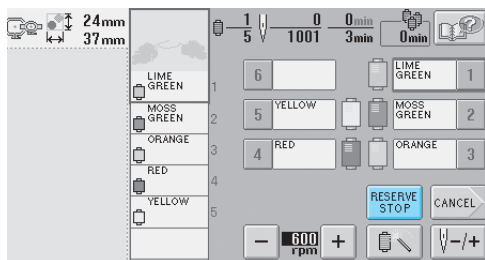 24mm
37mm
1
5
0
1001
0min
3min
0min
LIME
GREEN
1
MOSS
GREEN
2
ORANGE
3
RED
4
YELLOW
5
6
LIME
GREEN
1
5
YELLOW
MOSS
GREEN
2
4
RED
ORANGE
3
RESERVE
STOP
CANCEL
−
600
rpm
+
-/+